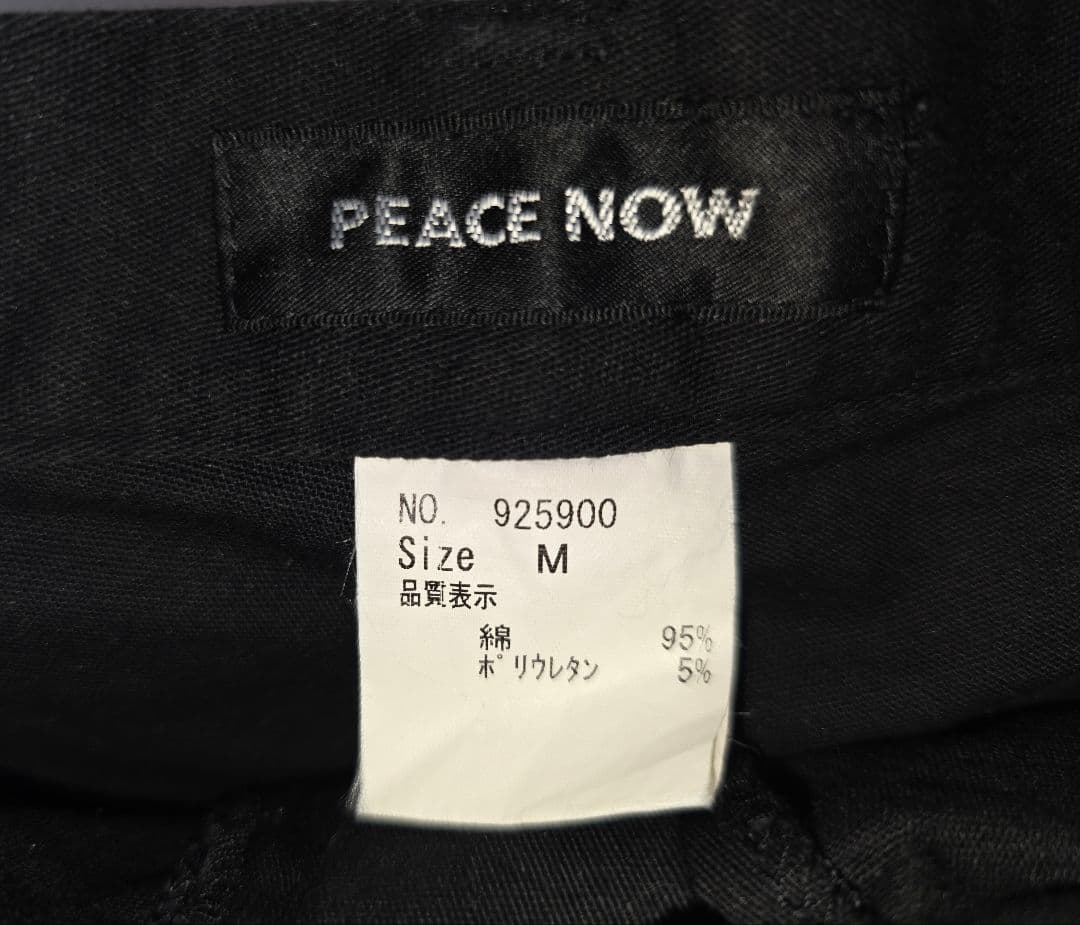 PEACE NOW
NO. 925900
Size M
品質表示
綿 95%
ポリウレタン 5%